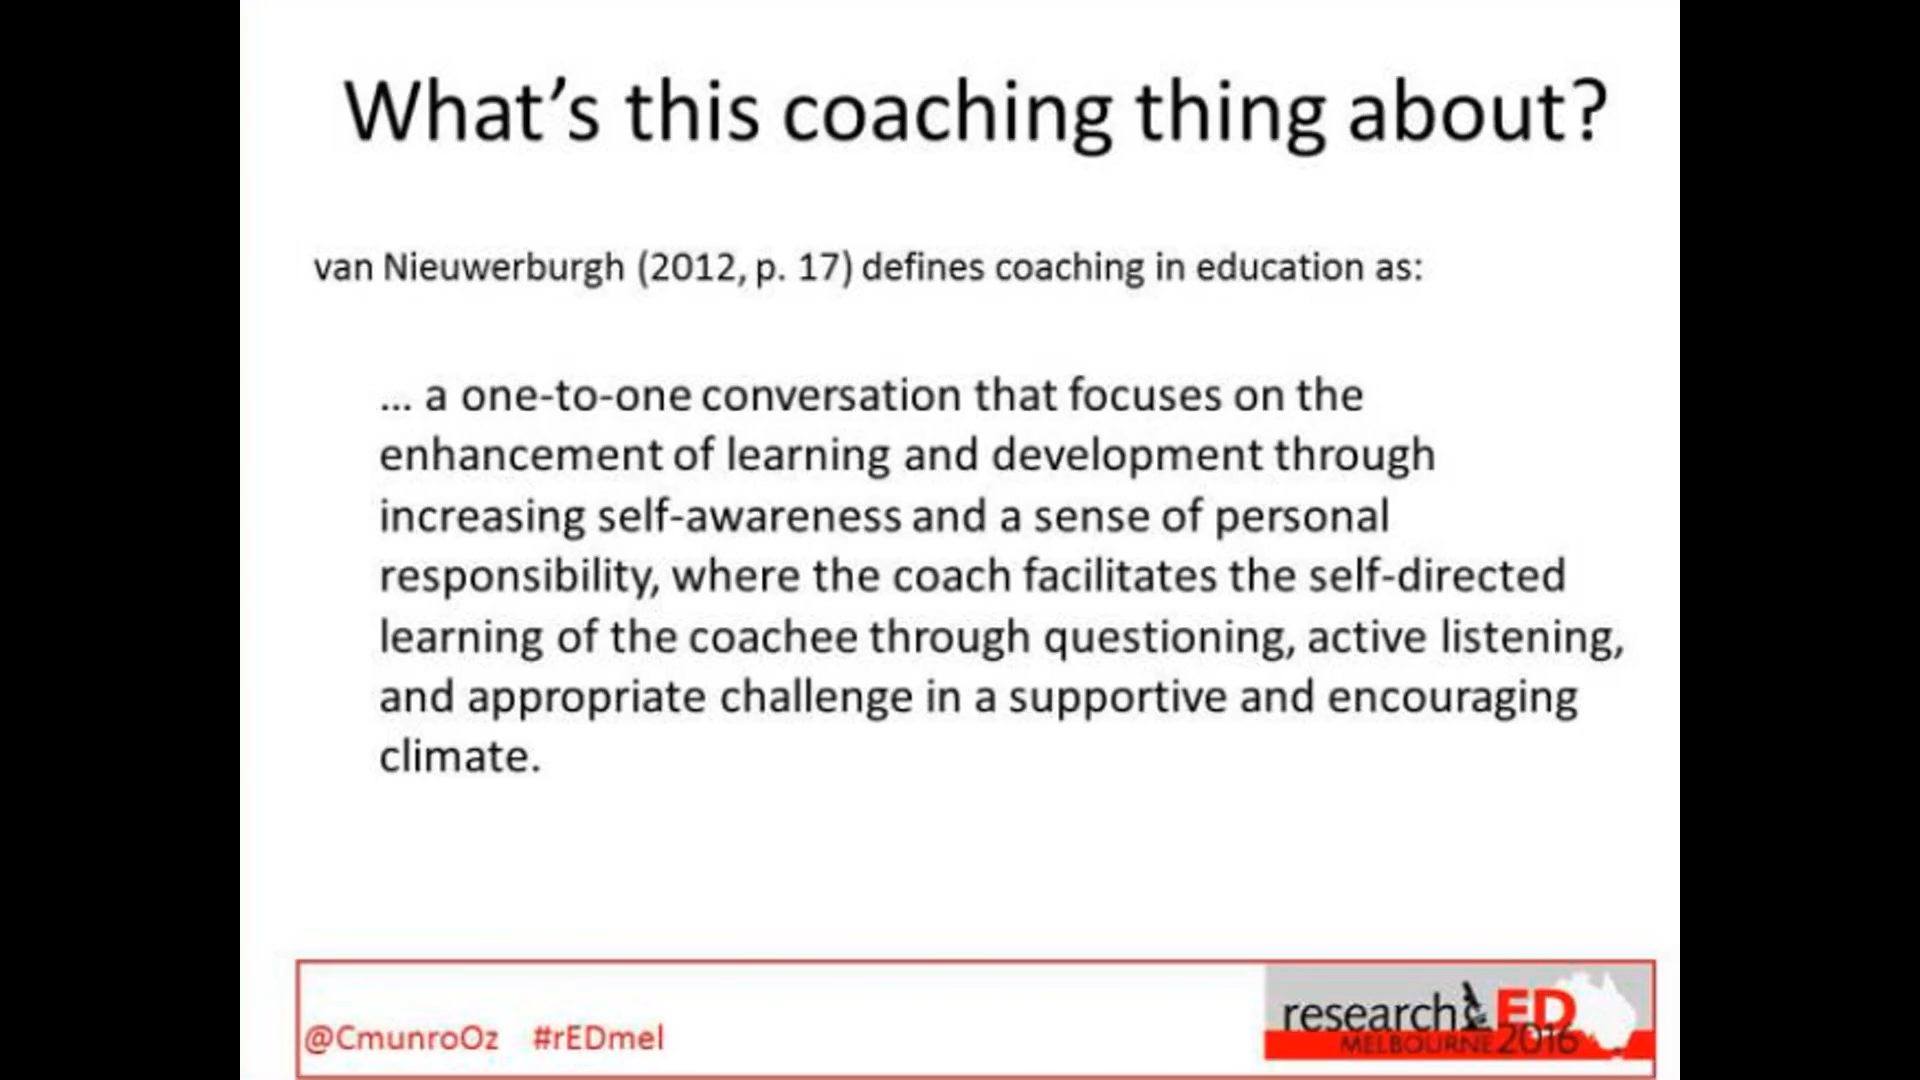 What’s this coaching thing about?
van Nieuwerburgh (2012, p. 17) defines coaching in education as:
... a one-to-one conversation that focuses on the
enhancement of learning and development through
increasing self-awareness and a sense of personal
responsibility, where the coach facilitates the self-directed
learning of the coachee through questioning, active listening,
and appropriate challenge in a supportive and encouraging
climate.
@CmunroOz #rEDmel
researchED
MELBOURNE 2016